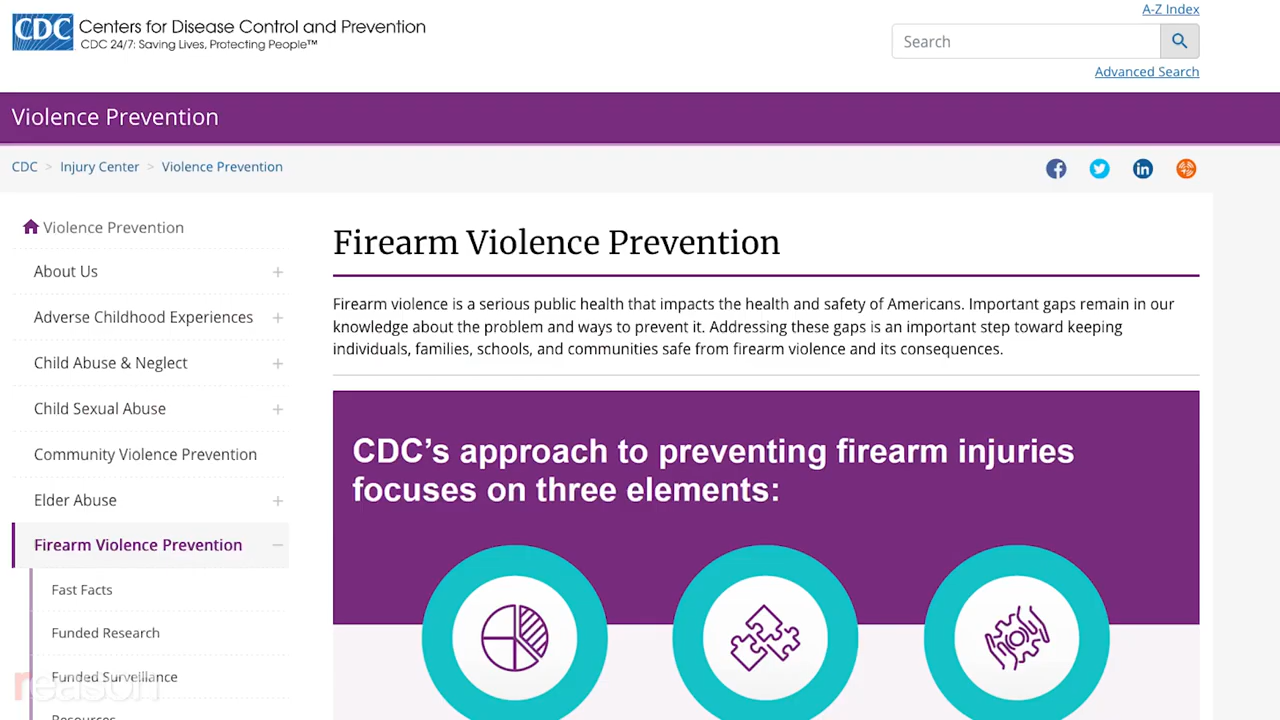 A-Z Index
CDC
Centers for Disease Control and Prevention
CDC 24/7: Saving Lives, Protecting People™
Search
Advanced Search
Violence Prevention
CDC > Injury Center > Violence Prevention
Violence Prevention
About Us
Adverse Childhood Experiences
Child Abuse & Neglect
Child Sexual Abuse
Community Violence Prevention
Elder Abuse
Firearm Violence Prevention
Fast Facts
Funded Research
Funded Surveillance
Resources
Firearm Violence Prevention
Firearm violence is a serious public health that impacts the health and safety of Americans. Important gaps remain in our
knowledge about the problem and ways to prevent it. Addressing these gaps is an important step toward keeping
individuals, families, schools, and communities safe from firearm violence and its consequences.
CDC's approach to preventing firearm injuries
focuses on three elements:
reason